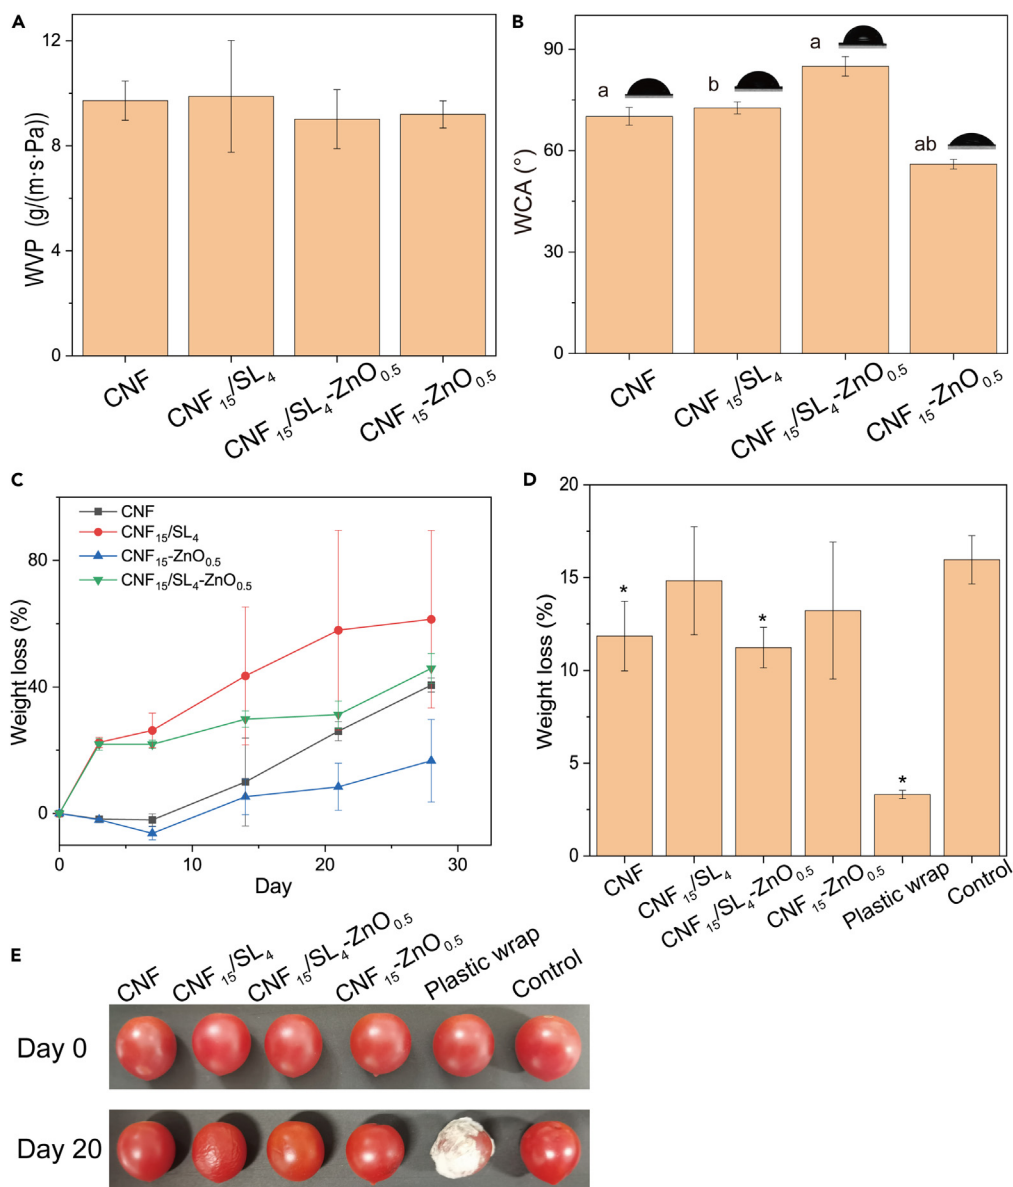 A
WVP (g/(m·s·Pa))
12
8
4
0
CNF
CNF₁₅/SL₄
CNF₁₅/SL₄-ZnO₀.₅
CNF₁₅-ZnO₀.₅
B
WCA (°)
90
60
30
0
a
b
a
ab
CNF
CNF₁₅/SL₄
CNF₁₅/SL₄-ZnO₀.₅
CNF₁₅-ZnO₀.₅
C
Weight loss (%)
80
40
0
CNF
CNF₁₅/SL₄
CNF₁₅-ZnO₀.₅
CNF₁₅/SL₄-ZnO₀.₅
0
10
20
30
Day
D
Weight loss (%)
20
15
10
5
0
*
*
*
CNF
CNF₁₅/SL₄
CNF₁₅/SL₄-ZnO₀.₅
CNF₁₅-ZnO₀.₅
Plastic wrap
Control
E
CNF
CNF₁₅/SL₄
CNF₁₅/SL₄-ZnO₀.₅
CNF₁₅-ZnO₀.₅
Plastic wrap
Control
Day 0
Day 20